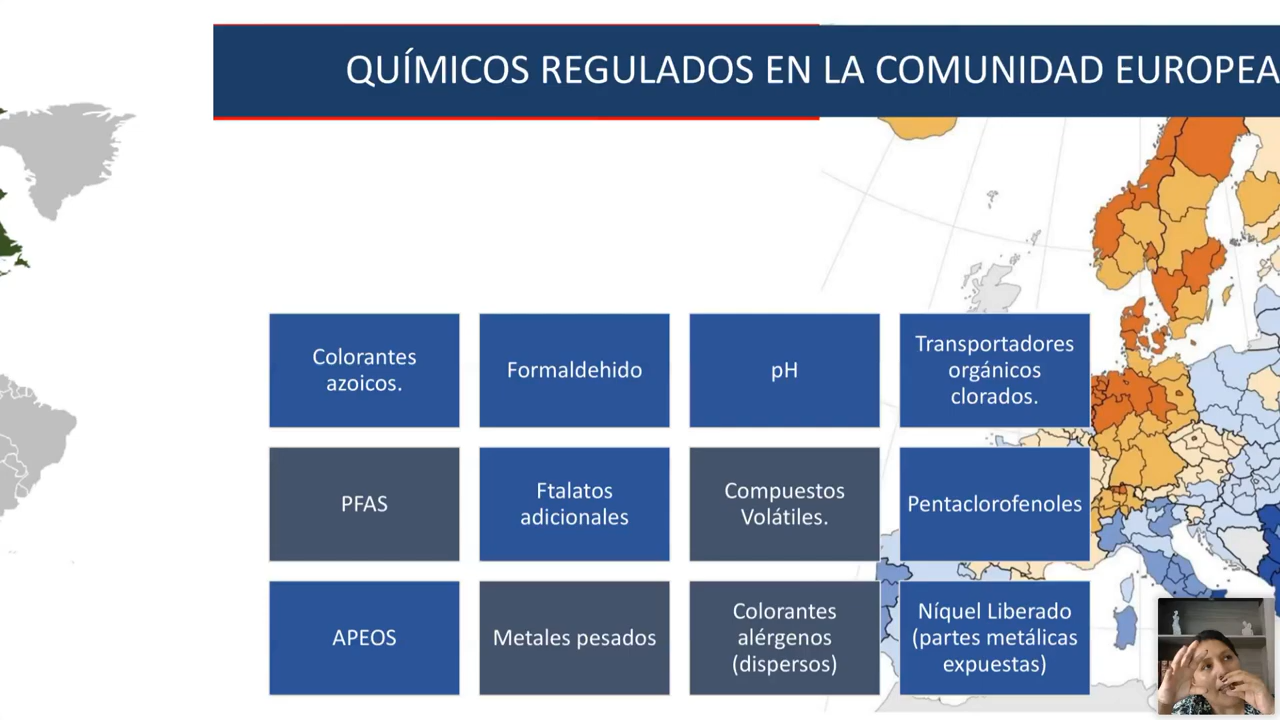 QUÍMICOS REGULADOS EN LA COMUNIDAD EUROPEA
Colorantes
azoicos.
Formaldehido
pH
Transportadores
orgánicos
clorados.
PFAS
Ftalatos
adicionales
Compuestos
Volátiles.
Pentaclorofenoles
APEOS
Metales pesados
Colorantes
alérgenos
(dispersos)
Níquel Liberado
(partes metálicas
expuestas)